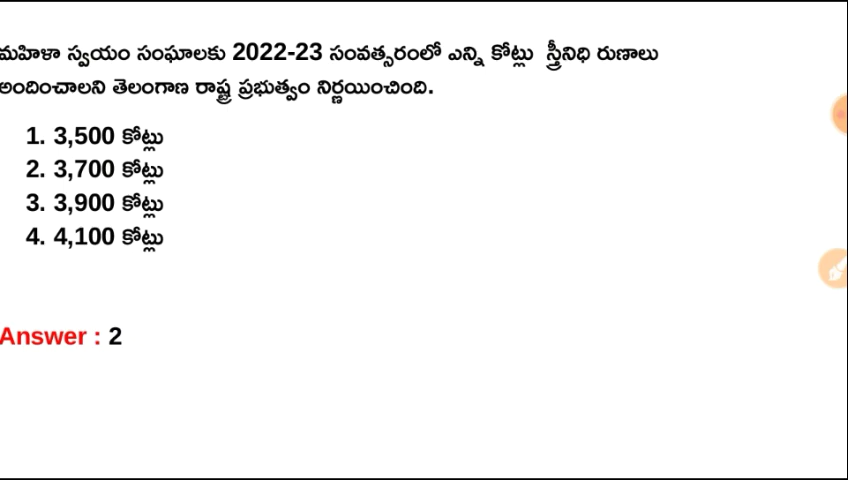 మహిళా స్వయం సంఘాలకు 2022-23 సంవత్సరంలో ఎన్ని కోట్లు స్త్రీనిధి రుణాలు
అందించాలని తెలంగాణ రాష్ట్ర ప్రభుత్వం నిర్ణయించింది.
1. 3,500 కోట్లు
2. 3,700 కోట్లు
3. 3,900 కోట్లు
4. 4,100 కోట్లు
Answer : 2